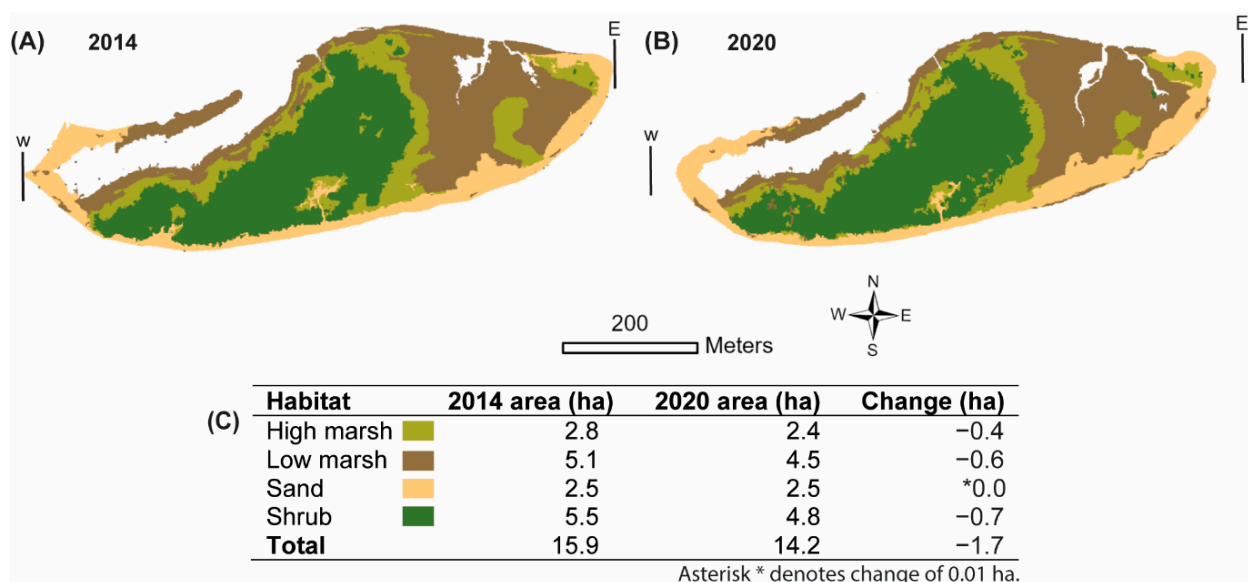 (A) 2014
E
W
(B) 2020
E
W
N
W E
S
200
Meters
(C)
Habitat 2014 area (ha) 2020 area (ha) Change (ha)
High marsh 2.8 2.4 −0.4
Low marsh 5.1 4.5 −0.6
Sand 2.5 2.5 *0.0
Shrub 5.5 4.8 −0.7
Total 15.9 14.2 −1.7
Asterisk * denotes change of 0.01 ha.